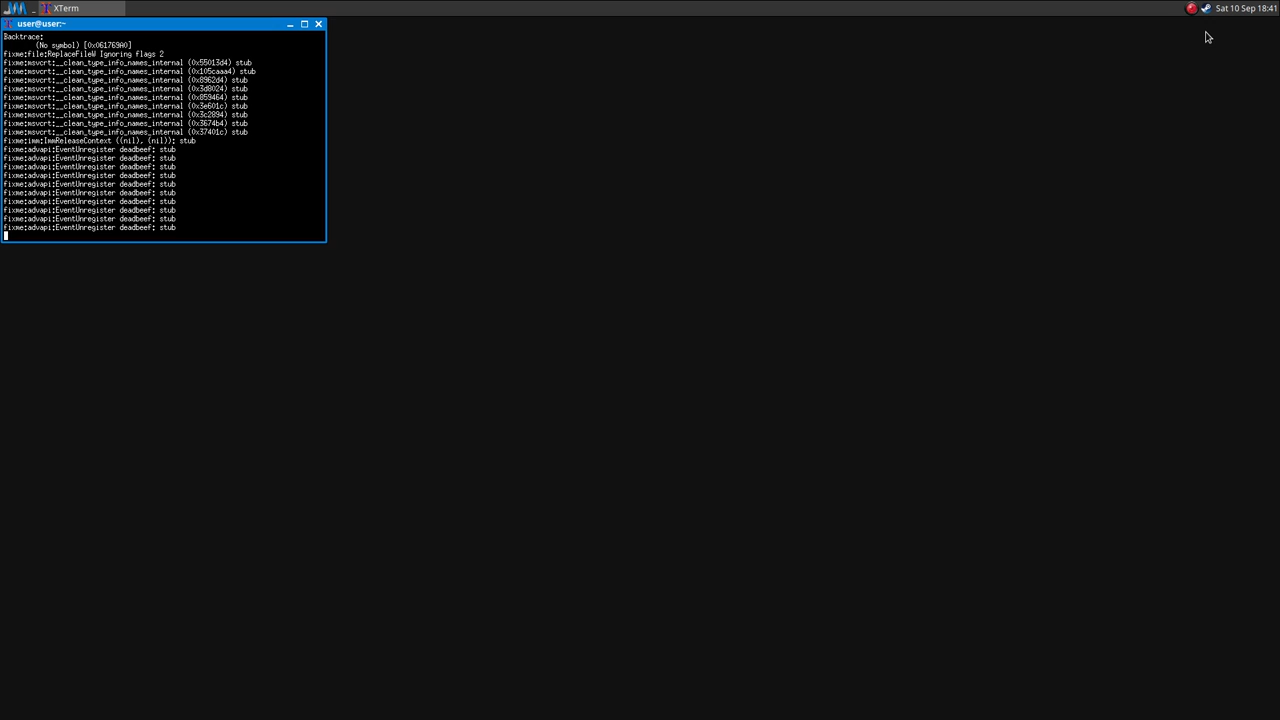 XTerm
Sat 10 Sep 18:41
user@user:~
Backtrace:
(No symbol) [0x061769A0]
fixme:file:ReplaceFileW Ignoring flags 2
fixme:msvcrt:__clean_type_info_names_internal (0x55013d4) stub
fixme:msvcrt:__clean_type_info_names_internal (0x105caaa4) stub
fixme:msvcrt:__clean_type_info_names_internal (0x8962d4) stub
fixme:msvcrt:__clean_type_info_names_internal (0x3d8024) stub
fixme:msvcrt:__clean_type_info_names_internal (0x859464) stub
fixme:msvcrt:__clean_type_info_names_internal (0x3e601c) stub
fixme:msvcrt:__clean_type_info_names_internal (0x3c2894) stub
fixme:msvcrt:__clean_type_info_names_internal (0x3674b4) stub
fixme:msvcrt:__clean_type_info_names_internal (0x37401c) stub
fixme:imm:ImmReleaseContext ((nil), (nil)): stub
fixme:advapi:EventUnregister deadbeef: stub
fixme:advapi:EventUnregister deadbeef: stub
fixme:advapi:EventUnregister deadbeef: stub
fixme:advapi:EventUnregister deadbeef: stub
fixme:advapi:EventUnregister deadbeef: stub
fixme:advapi:EventUnregister deadbeef: stub
fixme:advapi:EventUnregister deadbeef: stub
fixme:advapi:EventUnregister deadbeef: stub
fixme:advapi:EventUnregister deadbeef: stub
fixme:advapi:EventUnregister deadbeef: stub